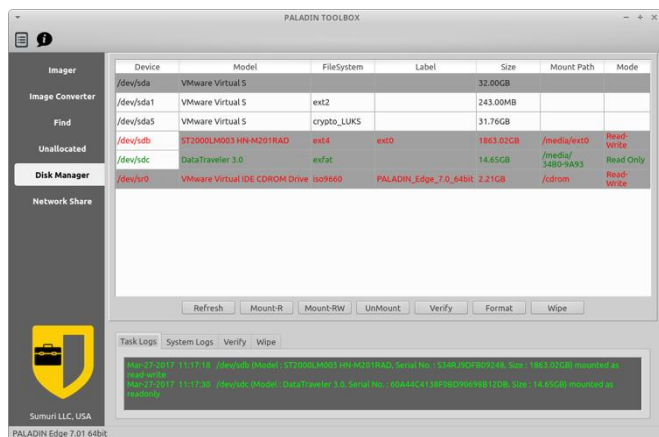 PALADIN TOOLBOX
Imager
Image Converter
Find
Unallocated
Disk Manager
Network Share
Device Model FileSystem Label Size Mount Path Mode
/dev/sda VMware Virtual S 32.00GB
/dev/sda1 VMware Virtual S ext2 243.00MB
/dev/sda5 VMware Virtual S crypto_LUKS 31.76GB
/dev/sdb ST2000LM003 HN-M201RAD ext4 ext0 1863.02GB /media/ext0 Read-Write
/dev/sdc DataTraveler 3.0 exfat 14.65GB /media/34B0-9A93 Read Only
/dev/sr0 VMware Virtual IDE CDROM Drive iso9660 PALADIN_Edge_7.0_64bit 2.21GB /cdrom Read-Write
Refresh Mount-R Mount-RW UnMount Verify Format Wipe
Task Logs System Logs Verify Wipe
Mar-27-2017 11:17:18 /dev/sdb (Model : ST2000LM003 HN-M201RAD, Serial No. : Size : 1863.02GB) mounted as
read-write
Mar-27-2017 11:17:30 /dev/sdc (Model : DataTraveler 3.0, Serial No. : Size : 14.65GB) mounted as
readonly
Sumuri LLC, USA
PALADIN Edge 7.01 64bit